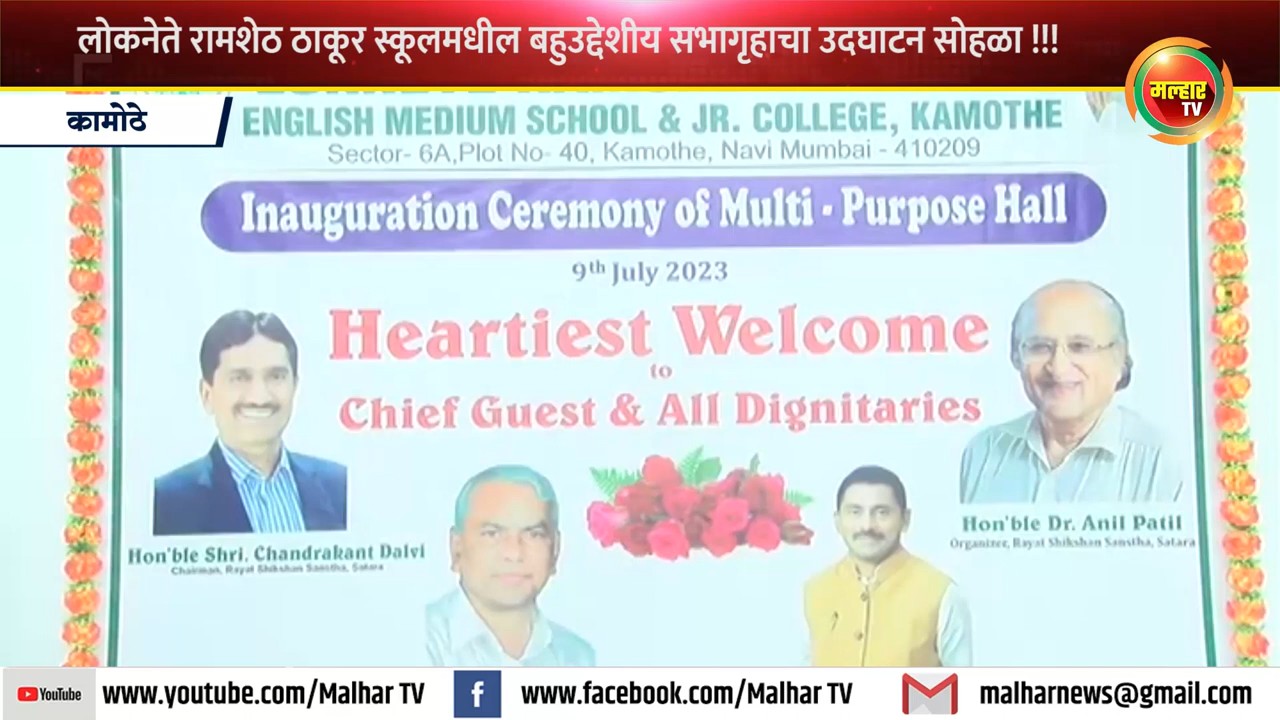 लोकनेते रामशेठ ठाकूर स्कूलमधील बहुउद्देशीय सभागृहाचा उदघाटन सोहळा !!!
मल्हार
TV
कामोठे
ENGLISH MEDIUM SCHOOL & JR. COLLEGE, KAMOTHE
Sector- 6A,Plot No- 40, Kamothe, Navi Mumbai - 410209
Inauguration Ceremony of Multi - Purpose Hall
9th July 2023
Heartiest Welcome
to
Chief Guest & All Dignitaries
Hon'ble Shri. Chandrakant Dalvi
Chairman, Rayat Shikshan Sanstha, Satara
Hon'ble Dr. Anil Patil
Organizer, Rayat Shikshan Sanstha, Satara
YouTube www.youtube.com/Malhar TV
f www.facebook.com/Malhar TV
malharnews@gmail.com